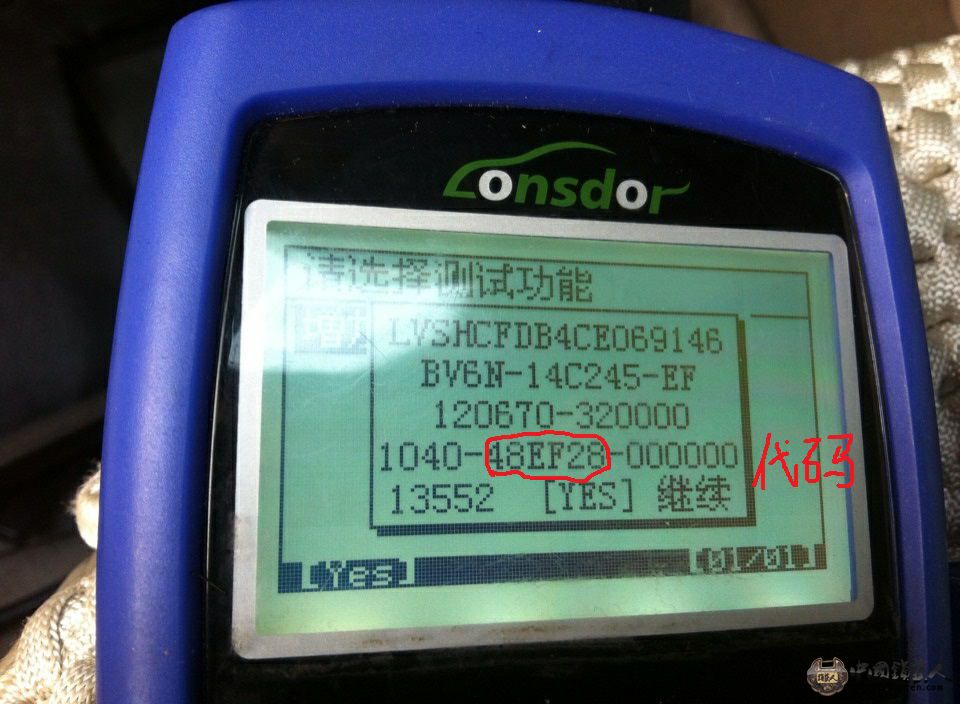 Lonsdor
请选择测试功能
增
LVSHCFDB4CE069146
BV6N-14C245-EF
120670-320000
1040-48EF28-000000
代码
13552 [YES] 继续
[Yes] [01/01]